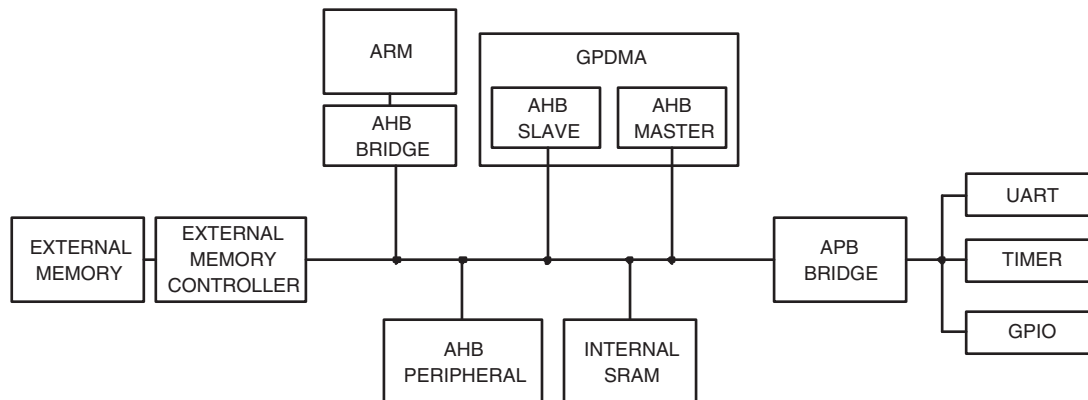 ARM
AHB
BRIDGE
GPDMA
AHB
SLAVE
AHB
MASTER
EXTERNAL
MEMORY
EXTERNAL
MEMORY
CONTROLLER
APB
BRIDGE
UART
TIMER
GPIO
AHB
PERIPHERAL
INTERNAL
SRAM